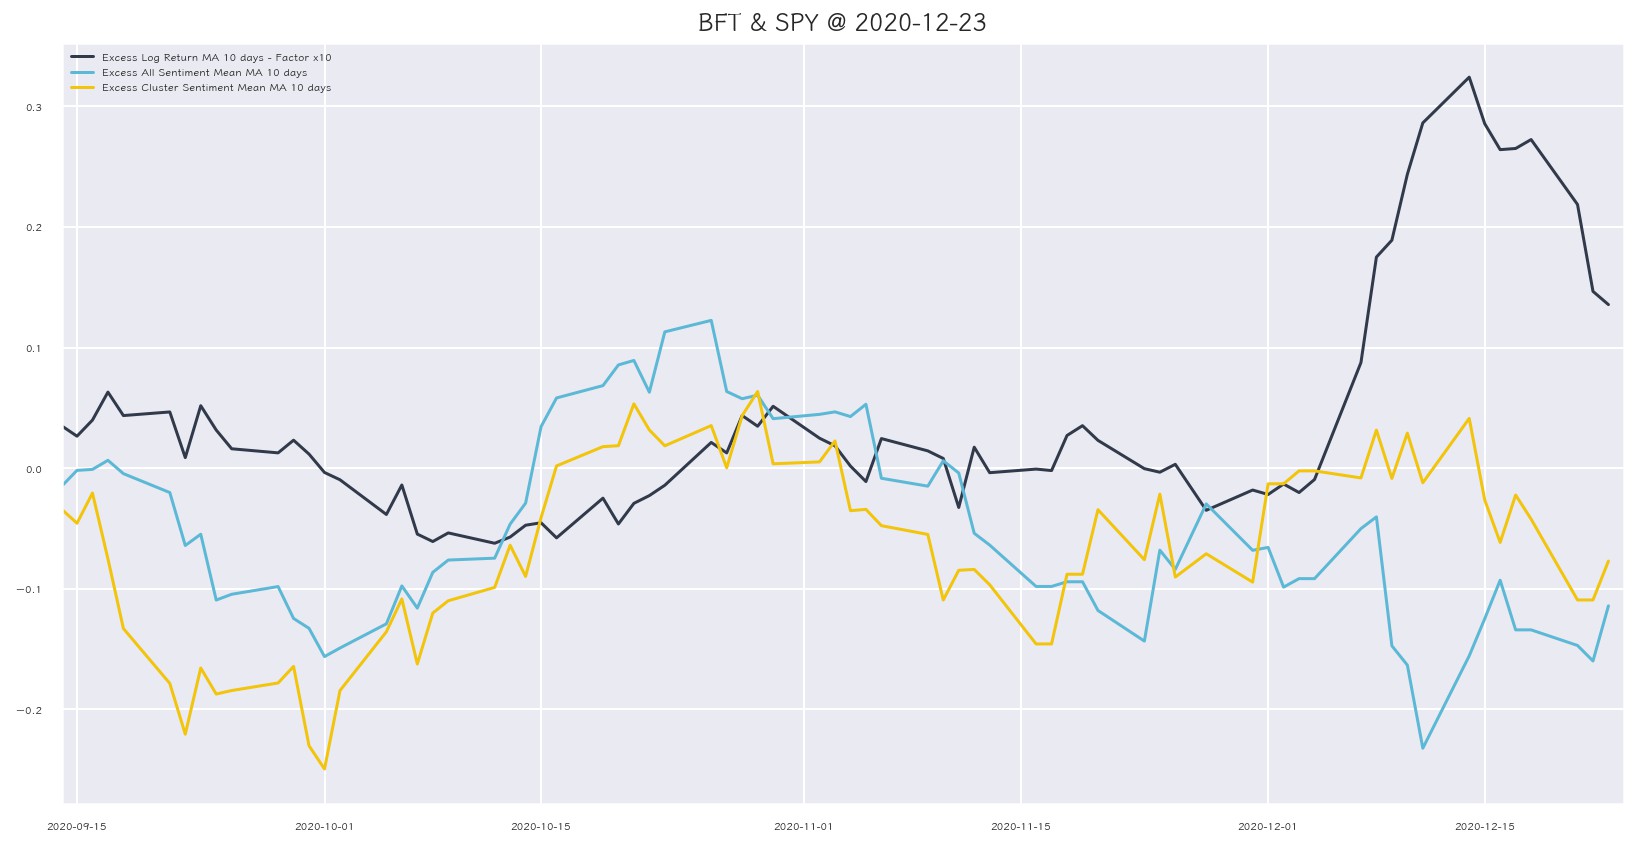 BFT & SPY @ 2020-12-23
Excess Log Return MA 10 days - Factor x10
Excess All Sentiment Mean MA 10 days
Excess Cluster Sentiment Mean MA 10 days
0.3
0.2
0.1
0.0
−0.1
−0.2
2020-09-15 2020-10-01 2020-10-15 2020-11-01 2020-11-15 2020-12-01 2020-12-15